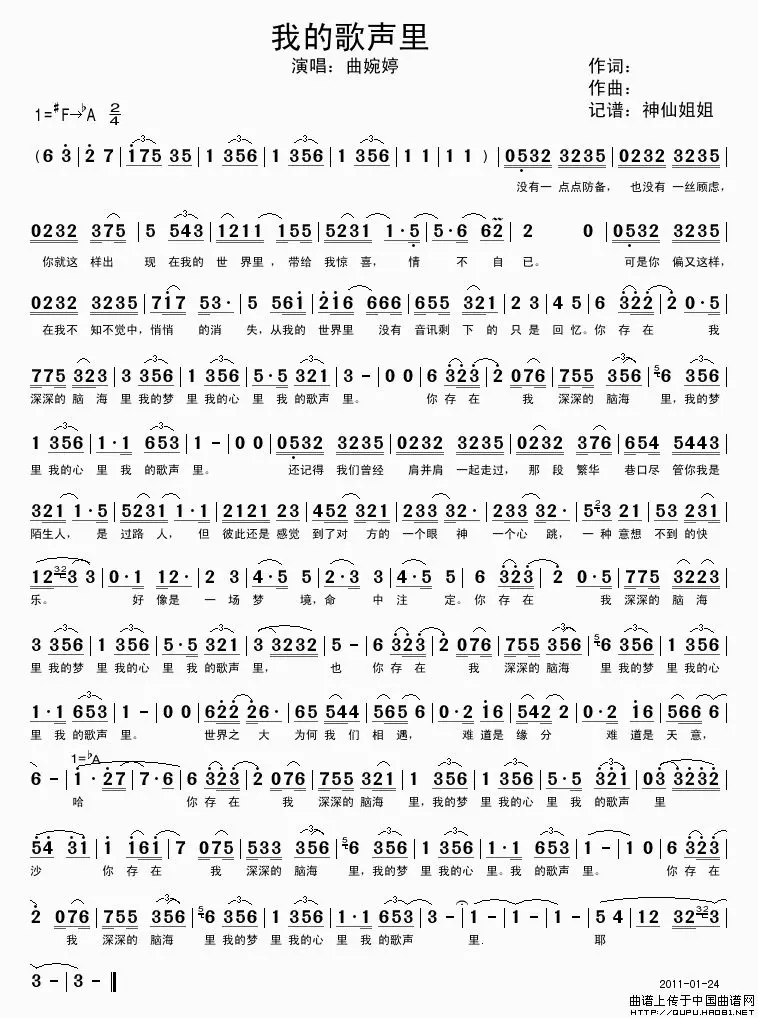 我的歌声里
演唱：曲婉婷
作词：
作曲：
1=♯F→♭A 2/4 记谱：神仙姐姐
(6 3|2 7|175 35|1 356|1 356|1 356|1 1|1 1)|0532 3235|0232 3235|
没有一 点点防备， 也没有 一丝顾虑，
0232 375|5 543|1211 155|5231 1·5|5·6 62|2 0|0532 3235|
你就这 样出 现 在我的 世 界里，带给 我惊 喜， 情 不 自 已。 可是你 偏又这样，
0232 3235|717 53·|5 561|216 666|655 321|2 3|4 5|6 322|2 0·5|
在我不 知不觉中，悄悄 的消 失，从我的 世界里 没有 音讯剩 下 的 只 是 回 忆。你 存在 我
775 323|3 356|1 356|5·5 321|3 -|0 0|6 323|2 076|755 356|5 6 356|
深深的 脑 海 里 我的梦 里 我的心 里 我 的歌声 里。 你 存在 我 深深的 脑海 里，我的梦
1 356|1·1 653|1 -|0 0|0532 3235|0232 3235|0232 376|654 5443|
里 我的心 里 我 的歌声 里。 还记得 我们曾经 肩并肩 一起走过， 那 段 繁华 巷口尽 管你我是
321 1·5|5231 1·1|2121 23|452 321|233 32·|233 32·|5 2 3 21|53 231|
陌生人， 是 过路 人， 但 彼此还是 感觉 到了对 方 的 一个眼 神 一个心 跳， 一种 意想 不到 的快
12 32 3 3|0·1 12·|2 3|4·5 5|2·3 3|4·5 5|6 323|2 0·5|775 3223|
乐。 好 像是 一 场 梦 境，命 中 注 定。你 存在 我 深深的 脑海
3 356|1 356|5·5 321|3 3232|5 -|6 323|2 076|755 356|5 6 356|1 356|
里 我的梦 里 我的心 里 我 的歌声 里， 也 你 存在 我 深深的 脑海 里 我的梦 里 我的心
1·1 653|1 -|0 0|622 26·|65 544|565 6|0·2 16|542 2|0·2 16|566 6|
里 我 的歌声 里。 世界之 大 为何 我 们 相 遇， 难 道是 缘 分 难 道是 天 意，
1=♭A
6 -|1·27|7·6|6 323|2 076|755 321|1 356|1 356|5·5 321|03 3232|
哈 你 存在 我 深深的 脑海 里，我的梦 里 我的心 里 我 的歌声 里
54 31|1 161|7 075|533 356|5 6 356|1 356|1·1 653|1 -|1 0|6 323|
沙 你 存在 我 深深的 脑海 里，我的梦 里 我的心 里。我 的歌声 里。 你 存在
2 076|755 356|5 6 356|1 356|1·1 653|3 -|1 -|1 -|1 -|54|12 32 3|
我 深深的 脑海 里 我的梦 里 我的心 里 我 的歌声 里. 耶
3 -|3 -‖
2011-01-24
曲谱上传于中国曲谱网
HTTP://QUPU.HAO81.NET